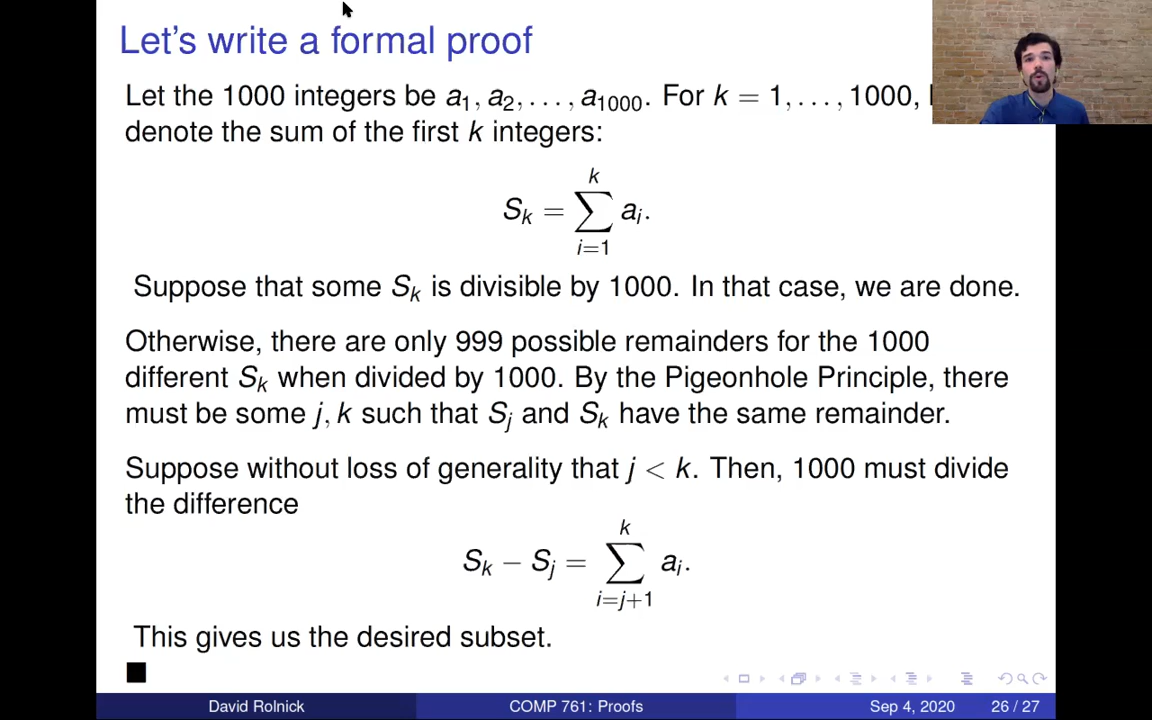 Let's write a formal proof
Let the 1000 integers be a₁, a₂, . . . , a₁₀₀₀. For k = 1, . . . , 1000,
denote the sum of the first k integers:
Sₖ = ∑ᵢ₌₁ᵏ aᵢ.
Suppose that some Sₖ is divisible by 1000. In that case, we are done.
Otherwise, there are only 999 possible remainders for the 1000
different Sₖ when divided by 1000. By the Pigeonhole Principle, there
must be some j, k such that Sⱼ and Sₖ have the same remainder.
Suppose without loss of generality that j < k. Then, 1000 must divide
the difference
Sₖ − Sⱼ = ∑ᵢ₌ⱼ₊₁ᵏ aᵢ.
This gives us the desired subset.
David Rolnick COMP 761: Proofs Sep 4, 2020 26 / 27